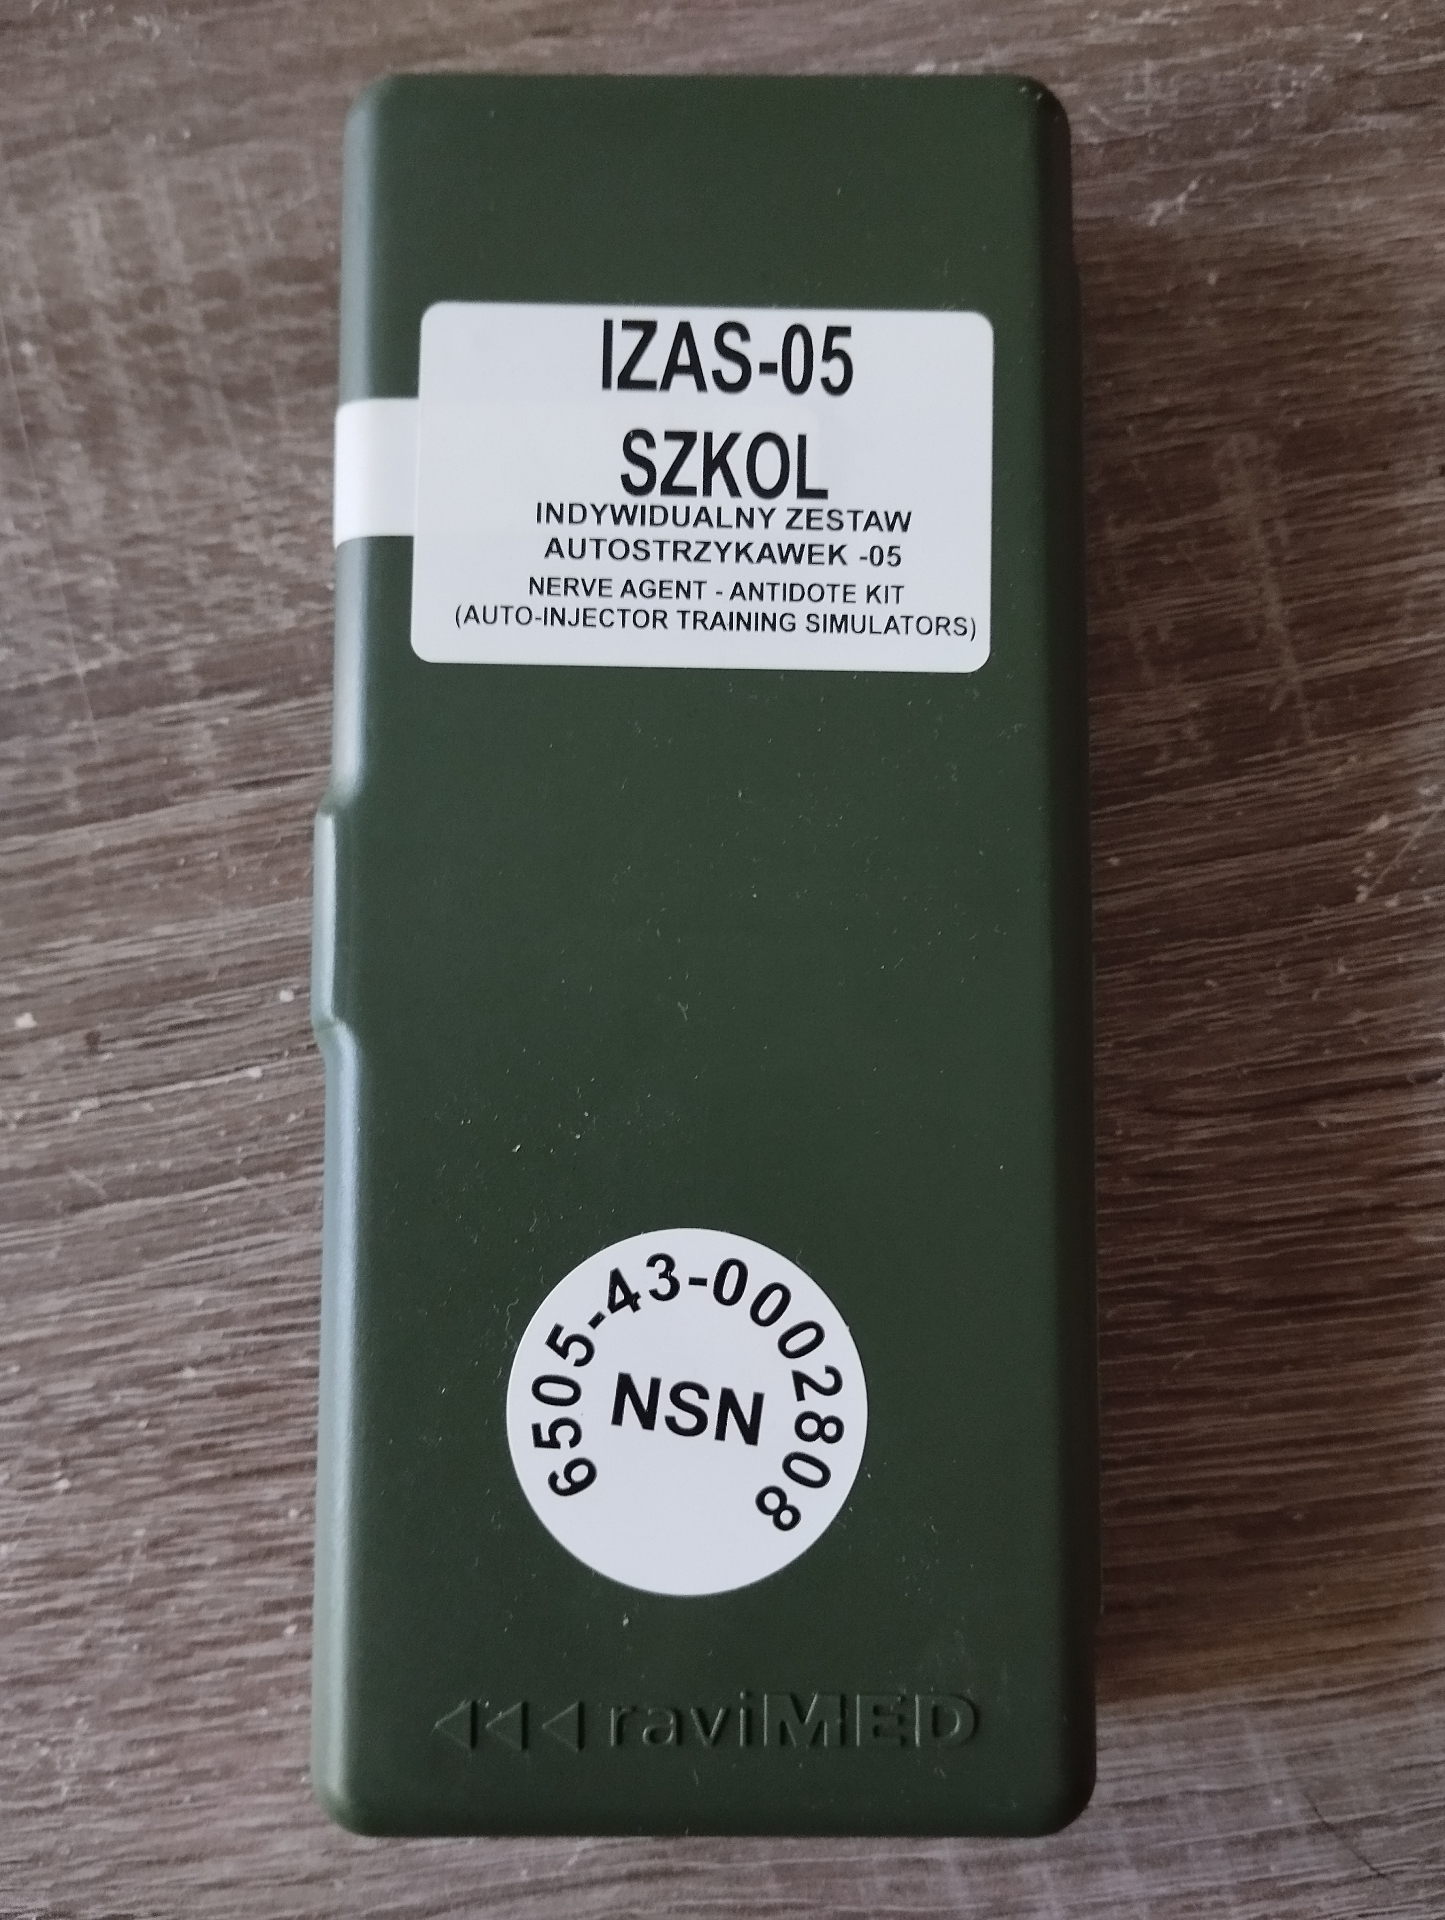 IZAS-05
SZKOL
INDYWIDUALNY ZESTAW
AUTOSTRZYKAWEK -05
NERVE AGENT - ANTIDOTE KIT
(AUTO-INJECTOR TRAINING SIMULATORS)
6505-43-0002808
NSN
raviMED